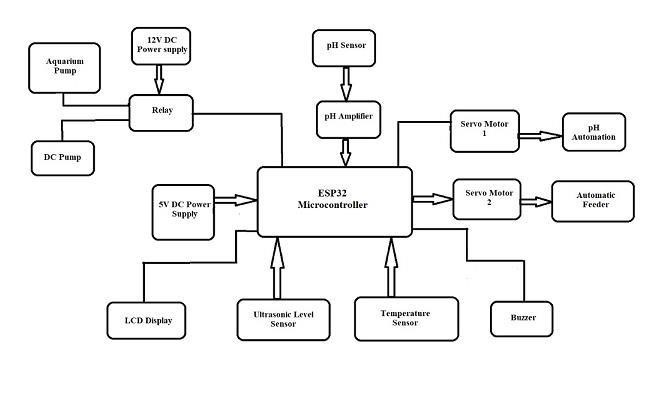 12V DC
Power supply
pH Sensor
Aquarium
Pump
Relay
pH Amplifier
Servo Motor
1
pH
Automation
DC Pump
ESP32
Microcontroller
5V DC Power
Supply
Servo Motor
2
Automatic
Feeder
LCD Display
Ultrasonic Level
Sensor
Temperature
Sensor
Buzzer